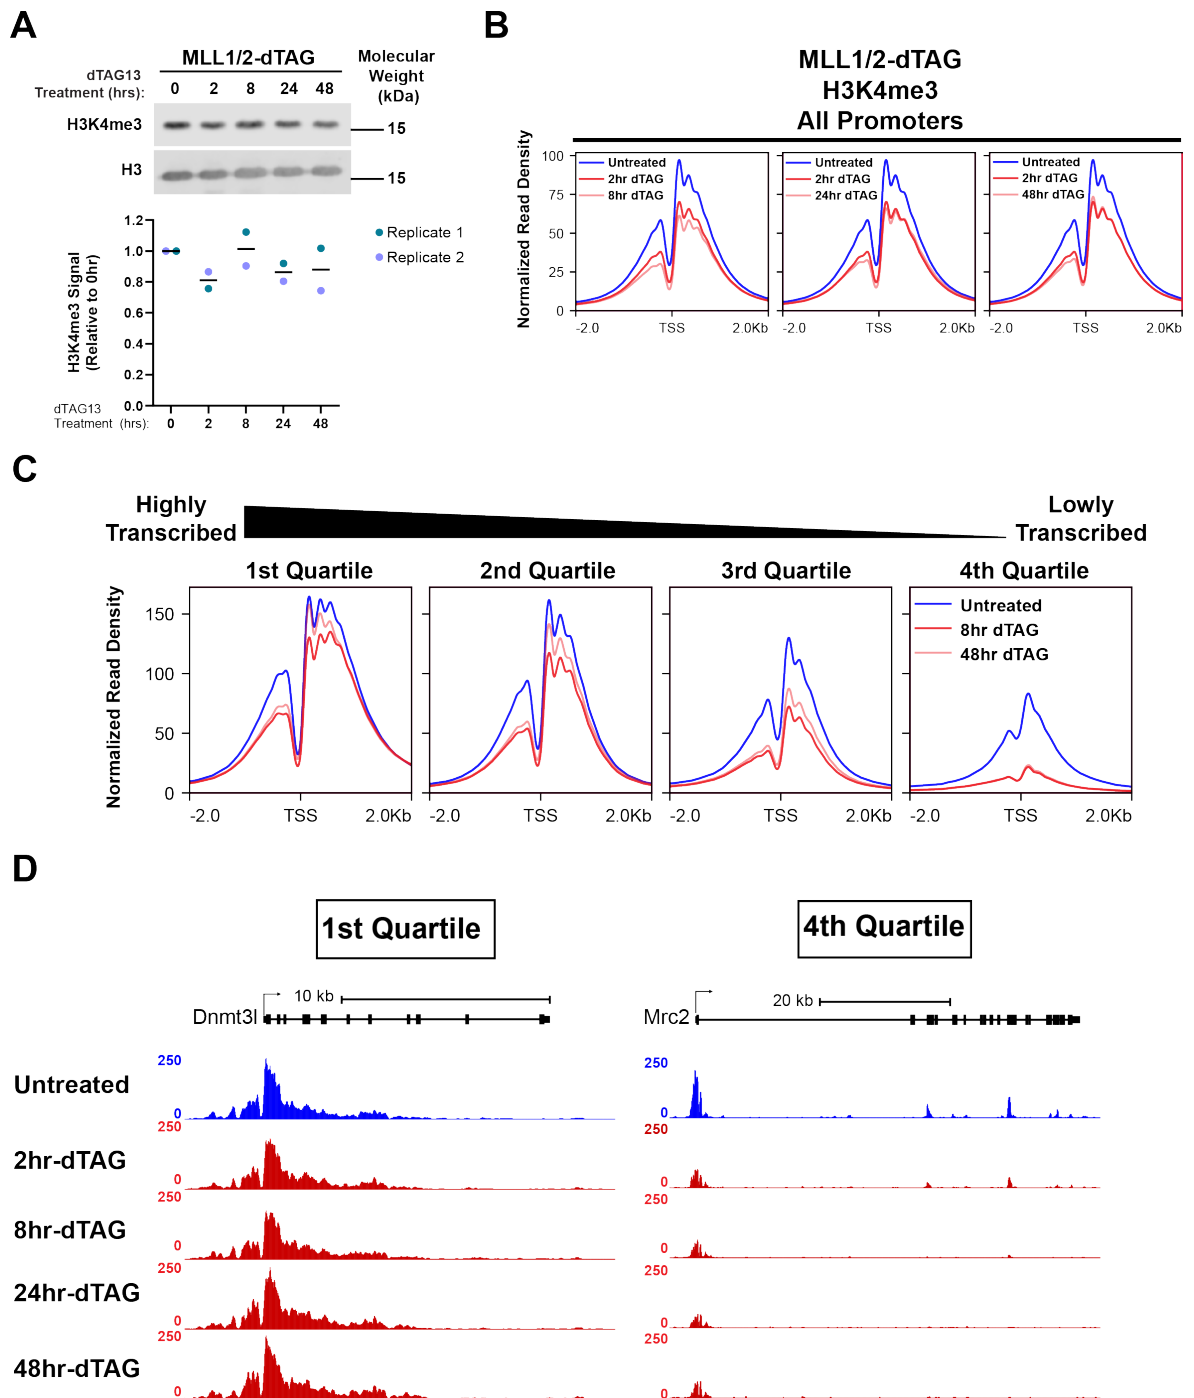 A
MLL1/2-dTAG
Molecular
Weight
(kDa)
dTAG13
Treatment (hrs):
0 2 8 24 48
H3K4me3
15
H3
15
1.2
1.0
0.8
0.6
0.4
0.2
0.0
H3K4me3 Signal
(Relative to 0hr)
Replicate 1
Replicate 2
dTAG13
Treatment (hrs):
0 2 8 24 48
B
MLL1/2-dTAG
H3K4me3
All Promoters
Normalized Read Density
100
75
50
25
0
Untreated
2hr dTAG
8hr dTAG
-2.0 TSS 2.0Kb
Untreated
2hr dTAG
24hr dTAG
-2.0 TSS 2.0Kb
Untreated
2hr dTAG
48hr dTAG
-2.0 TSS 2.0Kb
C
Highly
Transcribed
Lowly
Transcribed
1st Quartile
2nd Quartile
3rd Quartile
4th Quartile
Normalized Read Density
150
100
50
0
Untreated
8hr dTAG
48hr dTAG
-2.0 TSS 2.0Kb
-2.0 TSS 2.0Kb
-2.0 TSS 2.0Kb
-2.0 TSS 2.0Kb
D
1st Quartile
4th Quartile
10 kb
Dnmt3l
20 kb
Mrc2
Untreated
250
0
250
0
2hr-dTAG
250
0
250
0
8hr-dTAG
250
0
250
0
24hr-dTAG
250
0
250
0
48hr-dTAG
250
0
250
0